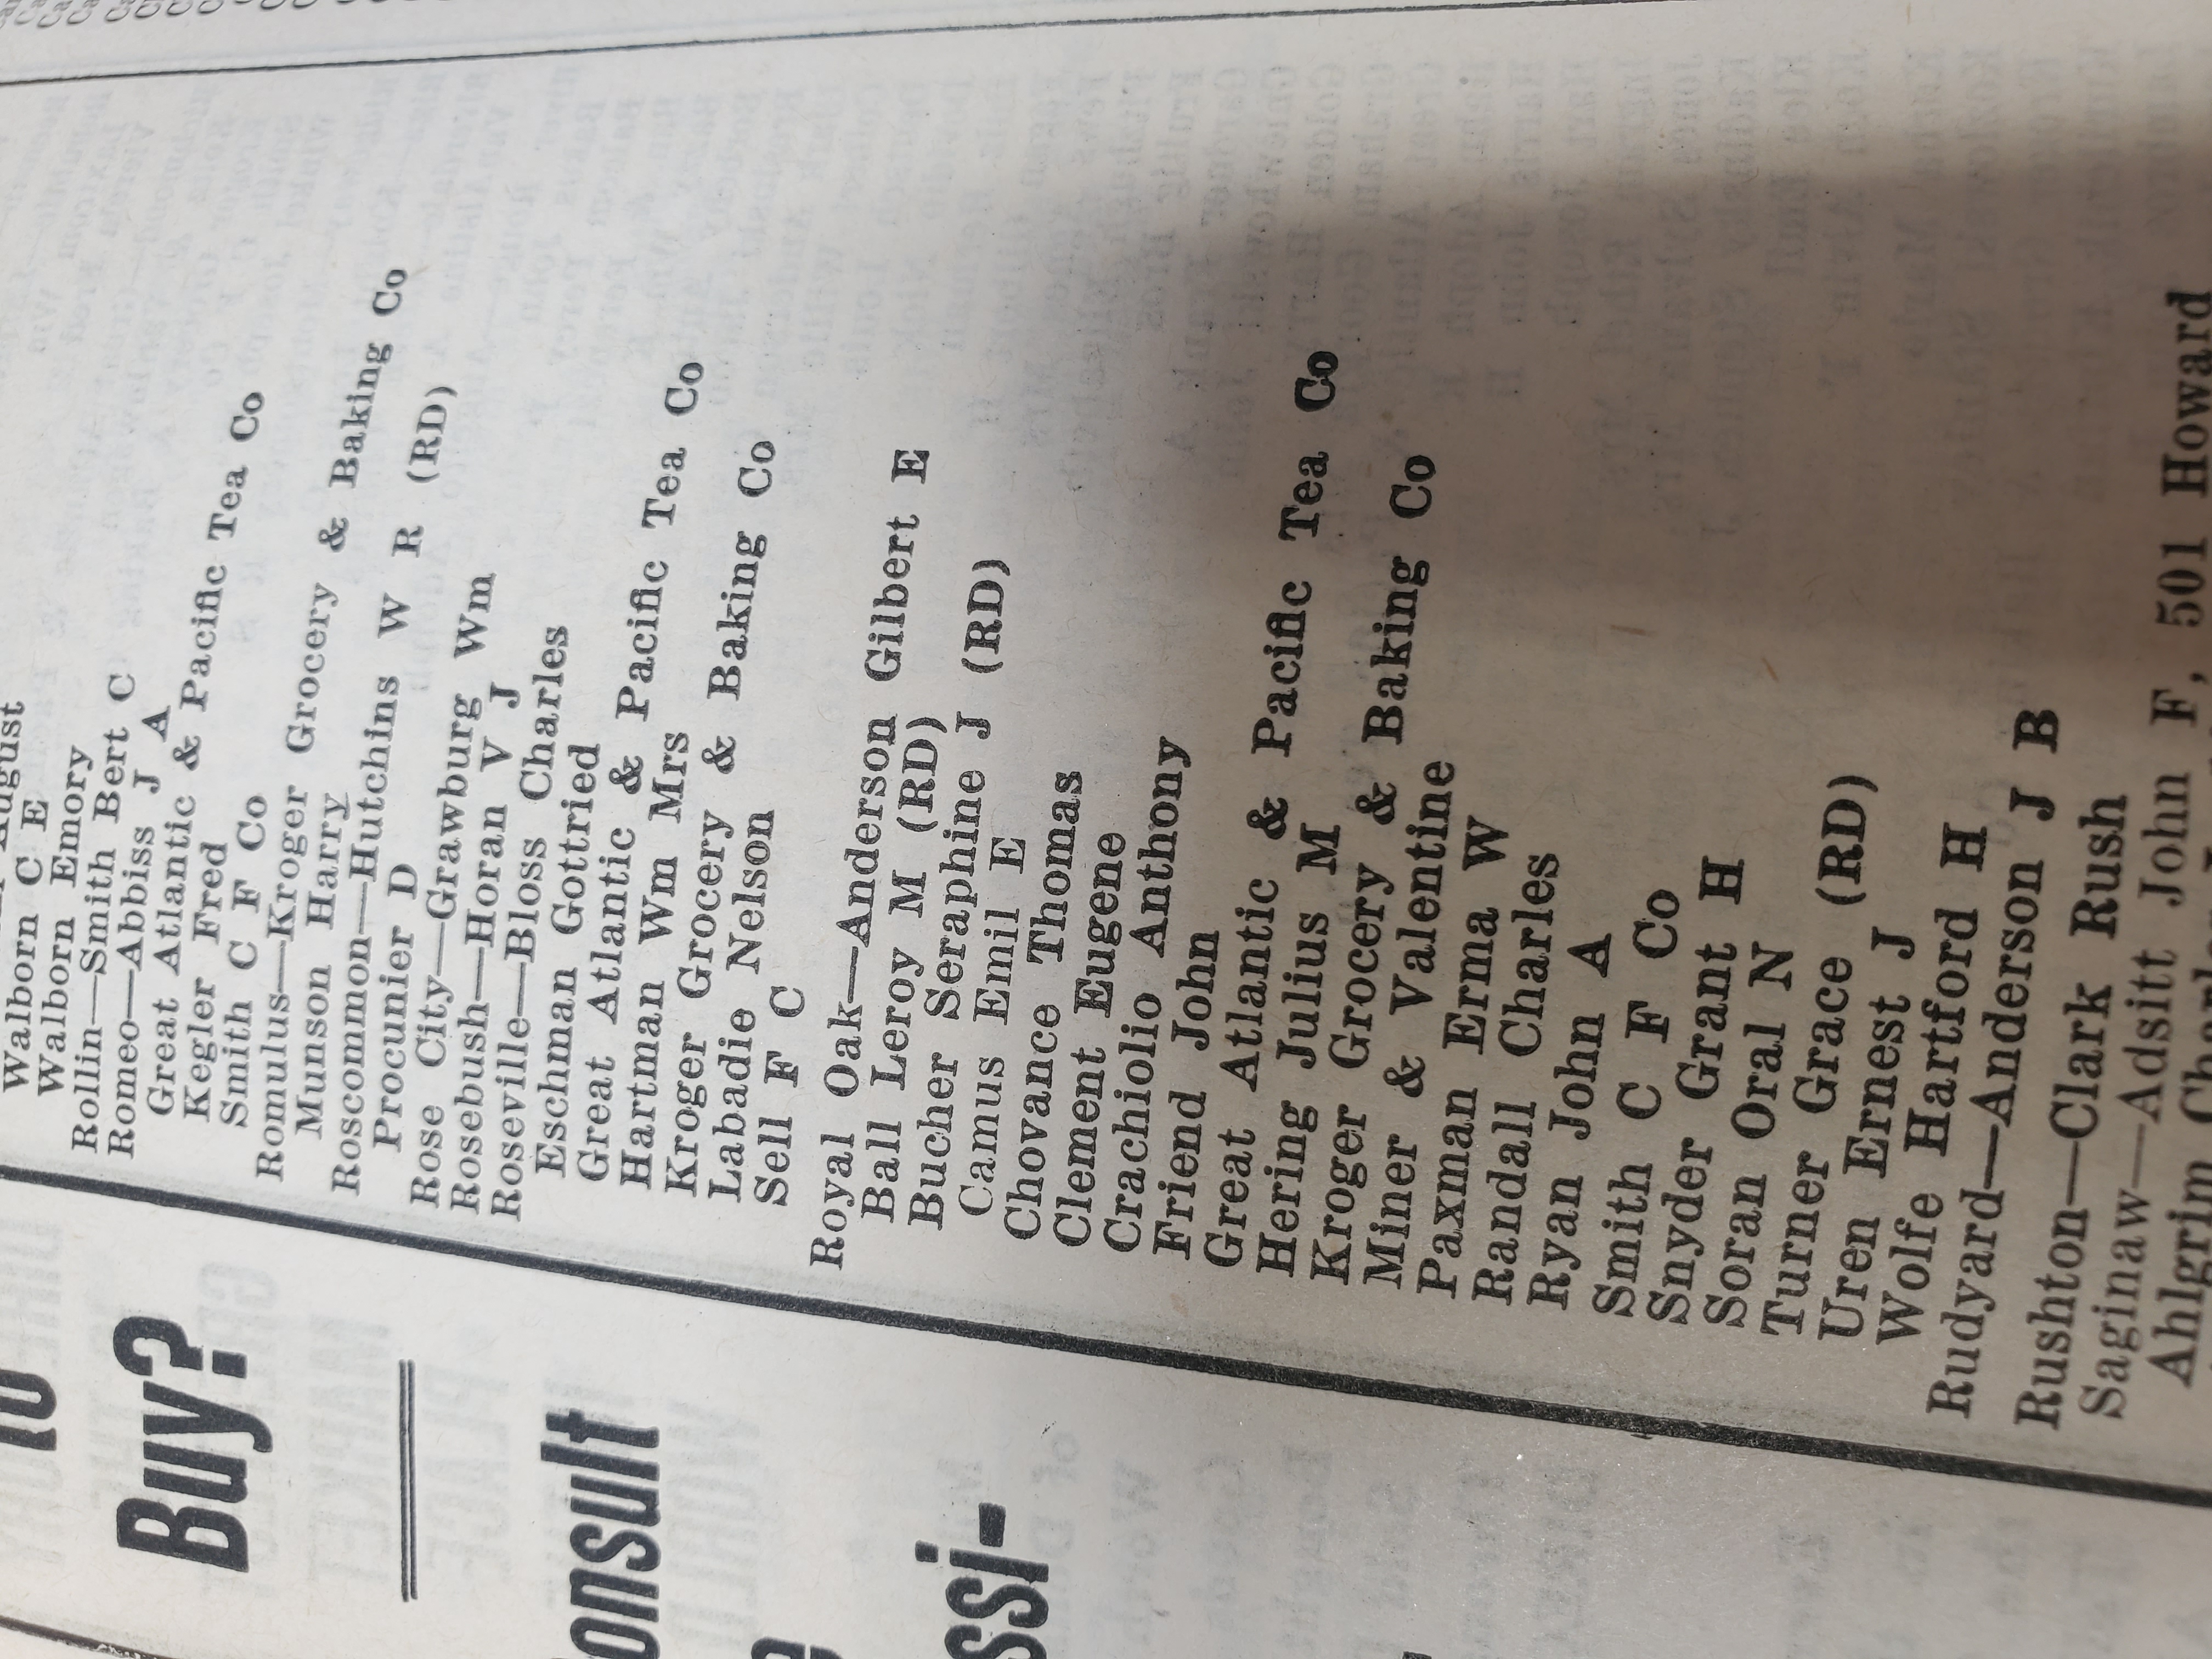 August
Walborn C E
Walborn Emory
Rollin—Smith Bert C
Romeo—Abbiss J A
Great Atlantic & Pacific Tea Co
Kegler Fred
Smith C F Co
Romulus—Kroger Grocery & Baking Co
Munson Harry
Roscommon—Hutchins W R (RD)
Procunier D
Rose City—Grawburg Wm
Rosebush—Horan V J
Roseville—Bloss Charles
Eschman Gottried
Great Atlantic & Pacific Tea Co
Hartman Wm Mrs
Kroger Grocery & Baking Co
Labadie Nelson
Sell F C
Royal Oak—Anderson Gilbert E
Ball Leroy M (RD)
Bucher Seraphine J (RD)
Camus Emil E
Chovance Thomas
Clement Eugene
Crachiolio Anthony
Friend John
Great Atlantic & Pacific Tea Co
Hering Julius M
Kroger Grocery & Baking Co
Miner & Valentine
Paxman Erma W
Randall Charles
Ryan John A
Smith C F Co
Snyder Grant H
Soran Oral N
Turner Grace (RD)
Uren Ernest J
Wolfe Hartford H
Rudyard—Anderson J B
Rushton—Clark Rush
Saginaw—Adsitt John F, 501 Howard
Ahlgrim
to
Buy?
onsult
ssi-